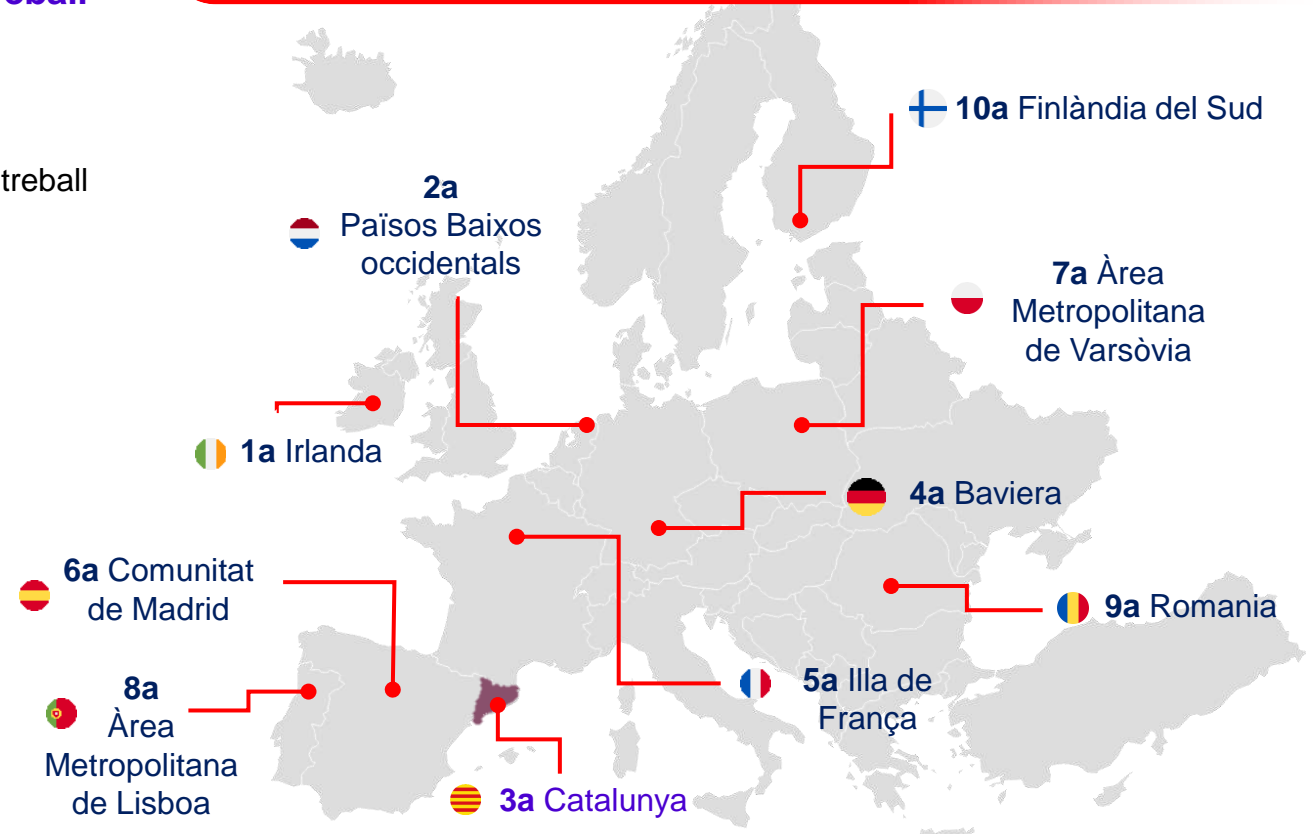 treball
10a Finlàndia del Sud
2a
Països Baixos
occidentals
7a Àrea
Metropolitana
de Varsòvia
1a Irlanda
4a Baviera
6a Comunitat
de Madrid
9a Romania
5a Illa de
França
8a
Àrea
Metropolitana
de Lisboa
3a Catalunya